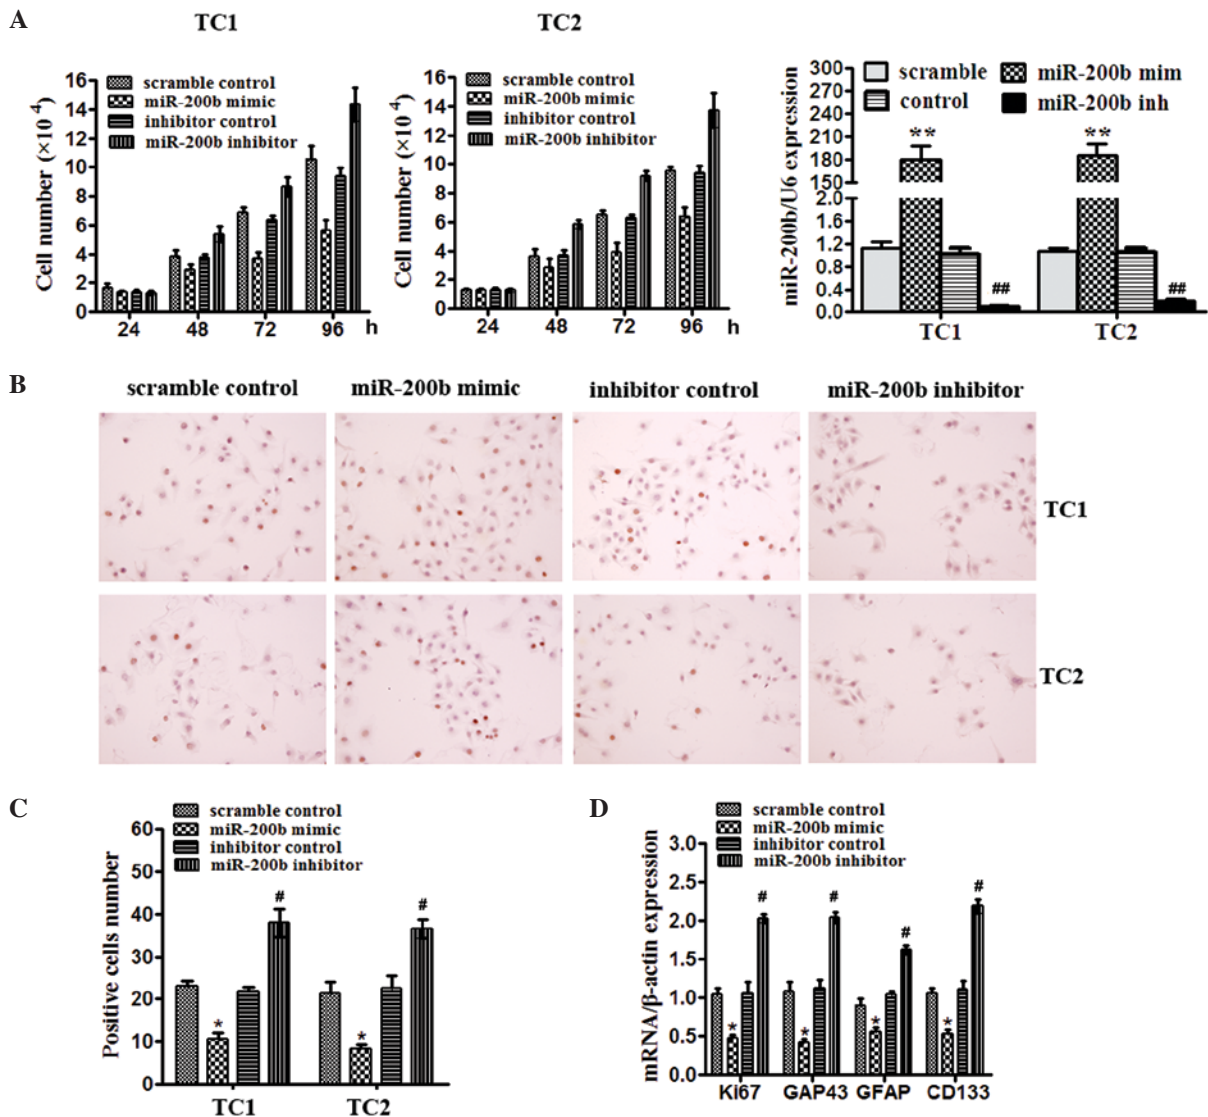 A
TC1
TC2
scramble control
miR-200b mimic
inhibitor control
miR-200b inhibitor
Cell number (×10 4)
16
14
12
10
8
6
4
2
0
24 48 72 96 h
scramble control
miR-200b mimic
inhibitor control
miR-200b inhibitor
Cell number (×10 4)
16
14
12
10
8
6
4
2
0
24 48 72 96 h
scramble miR-200b mim
control miR-200b inh
miR-200b/U6 expression
300
270
240
210
180
150
2.0
1.6
1.2
0.8
0.4
0.0
** **
## ##
TC1 TC2
B
scramble control miR-200b mimic inhibitor control miR-200b inhibitor
TC1
TC2
C
scramble control
miR-200b mimic
inhibitor control
miR-200b inhibitor
Positive cells number
60
50
40
30
20
10
0
* # * #
TC1 TC2
D
scramble control
miR-200b mimic
inhibitor control
miR-200b inhibitor
mRNA/β-actin expression
3.0
2.5
2.0
1.5
1.0
0.5
0.0
* # * # * # * #
Ki67 GAP43 GFAP CD133